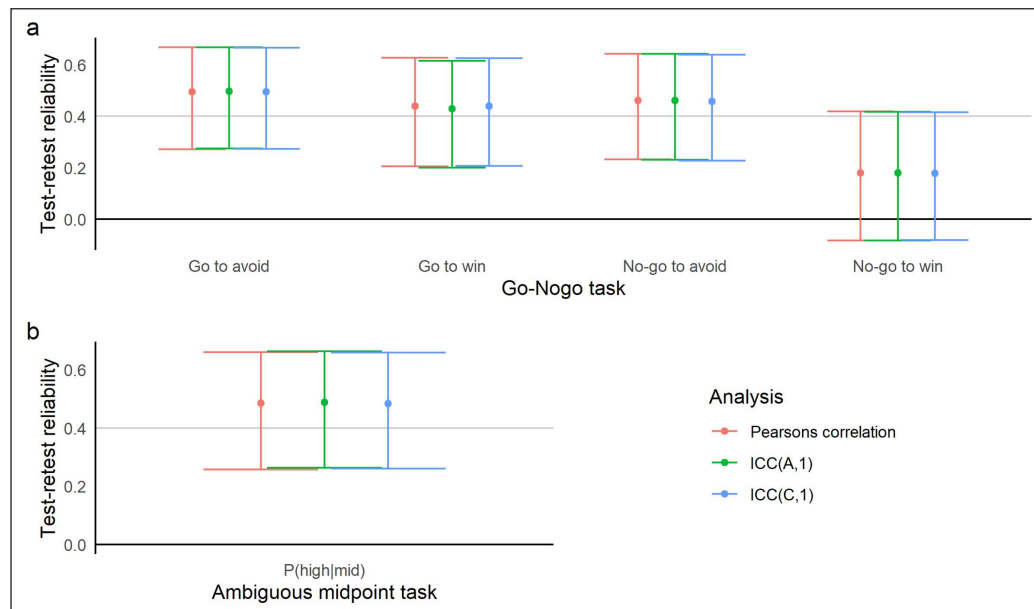 a
Test-retest reliability
0.6
0.4
0.2
0.0
Go to avoid
Go to win
No-go to avoid
No-go to win
Go-Nogo task
b
Test-retest reliability
0.6
0.4
0.2
0.0
P(high|mid)
Ambiguous midpoint task
Analysis
Pearsons correlation
ICC(A,1)
ICC(C,1)